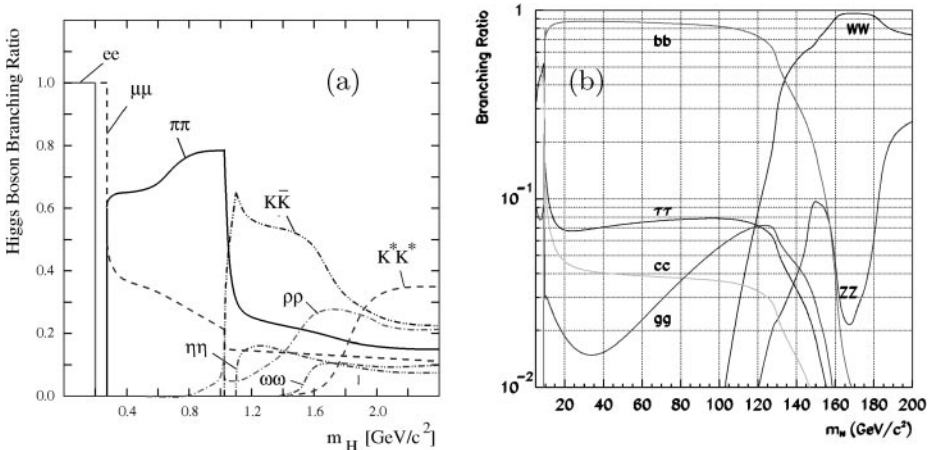 Higgs Boson Branching Ratio
1.0
0.8
0.6
0.4
0.2
0.0
ee
μμ
(a)
ππ
KK̄
K*K*
ρρ
ηη
ωω
0.4
0.8
1.2
1.6
2.0
m_H [GeV/c²]
Branching Ratio
1
10⁻¹
10⁻²
bb
WW
(b)
ττ
cc
gg
ZZ
20
40
60
80
100
120
140
160
180
200
m_H (GeV/c²)